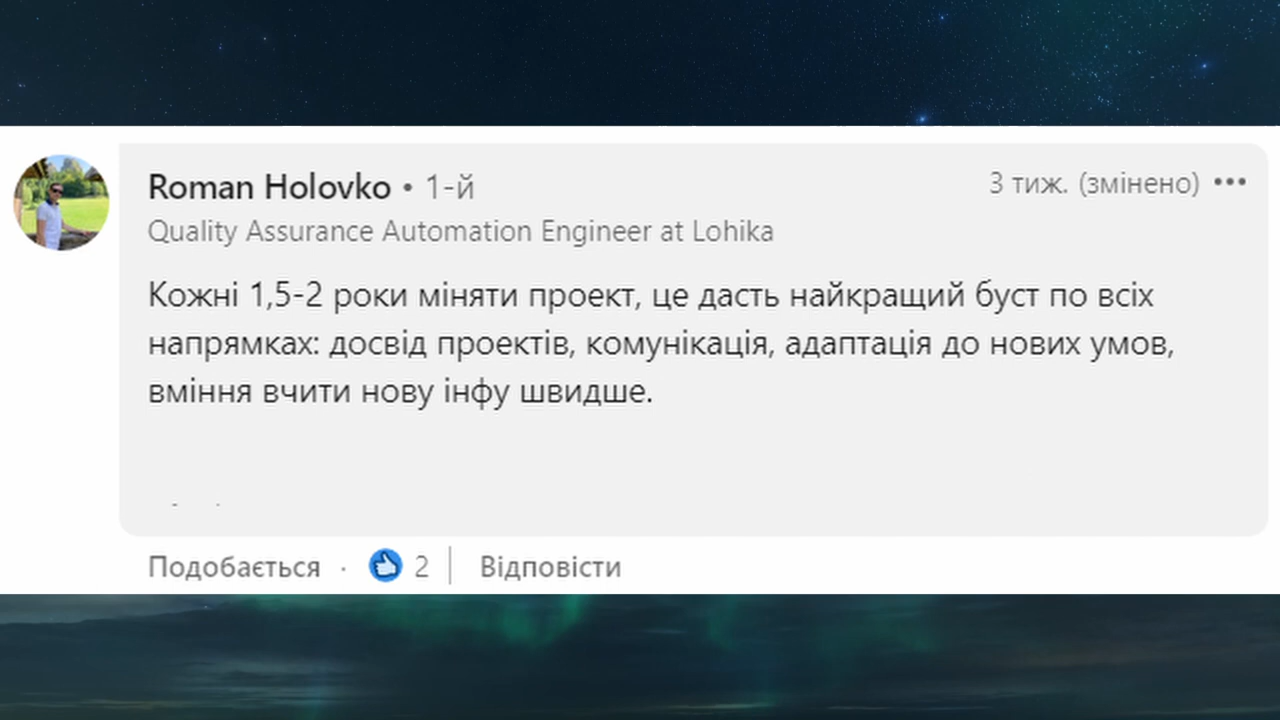 Roman Holovko • 1-й
3 тиж. (змінено) •••
Quality Assurance Automation Engineer at Lohika
Кожні 1,5-2 роки міняти проект, це дасть найкращий буст по всіх
напрямках: досвід проектів, комунікація, адаптація до нових умов,
вміння вчити нову інфу швидше.
Подобається · 2 | Відповісти